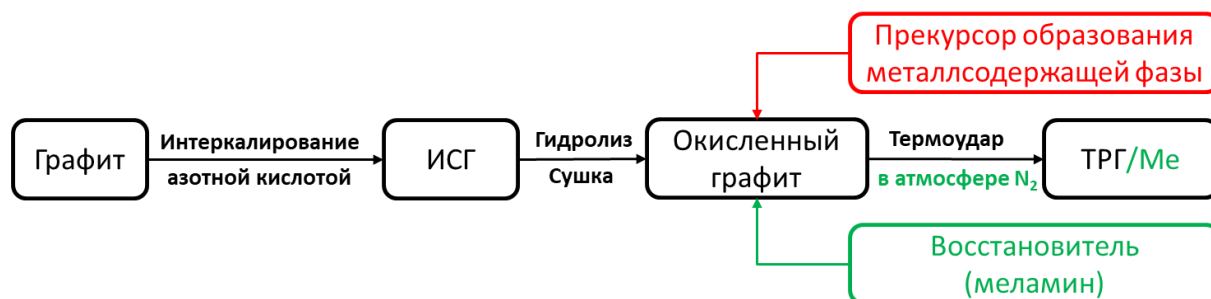 Прекурсор образования
металлсодержащей фазы
Графит
Интеркалирование
азотной кислотой
ИСГ
Гидролиз
Сушка
Окисленный
графит
Термоудар
в атмосфере N₂
ТРГ/Me
Восстановитель
(меламин)